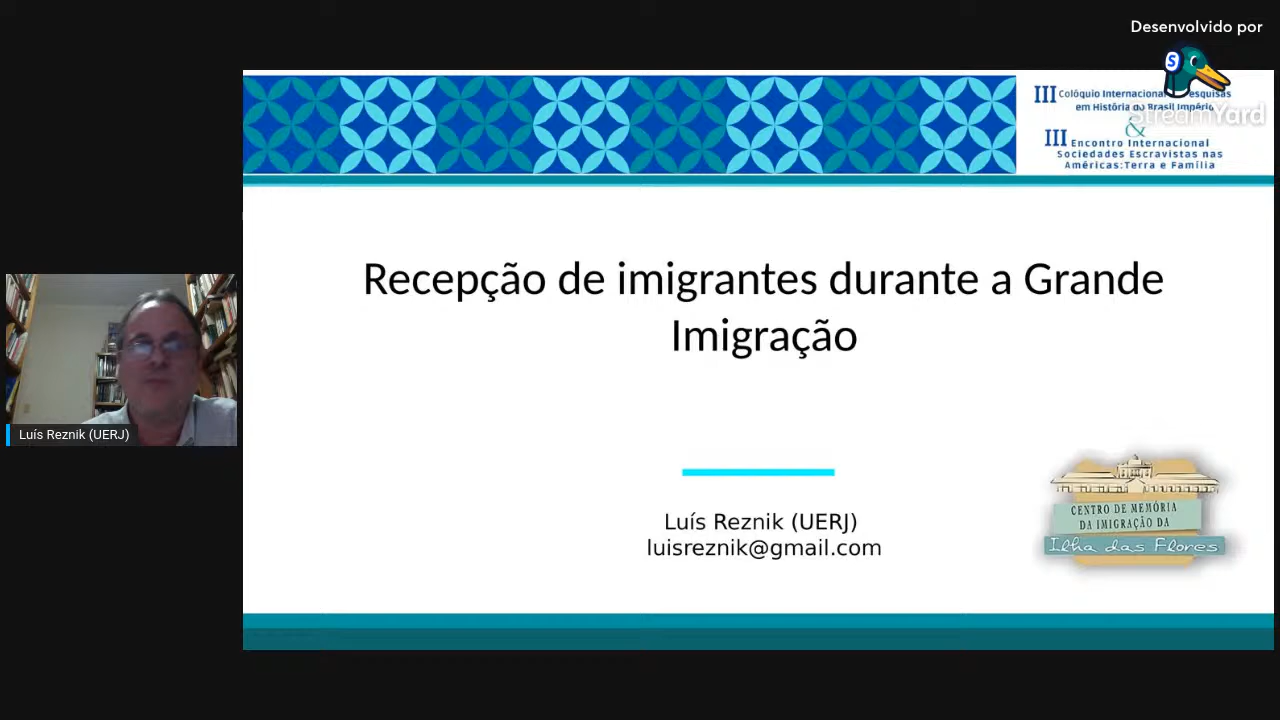 Desenvolvido por
StreamYard
III Colóquio Internacional Pesquisas
em História do Brasil Império
&
III Encontro Internacional
Sociedades Escravistas nas
Américas:Terra e Família
Recepção de imigrantes durante a Grande
Imigração
Luís Reznik (UERJ)
Luís Reznik (UERJ)
luisreznik@gmail.com
CENTRO DE MEMÓRIA
DA IMIGRAÇÃO DA
Ilha das Flores